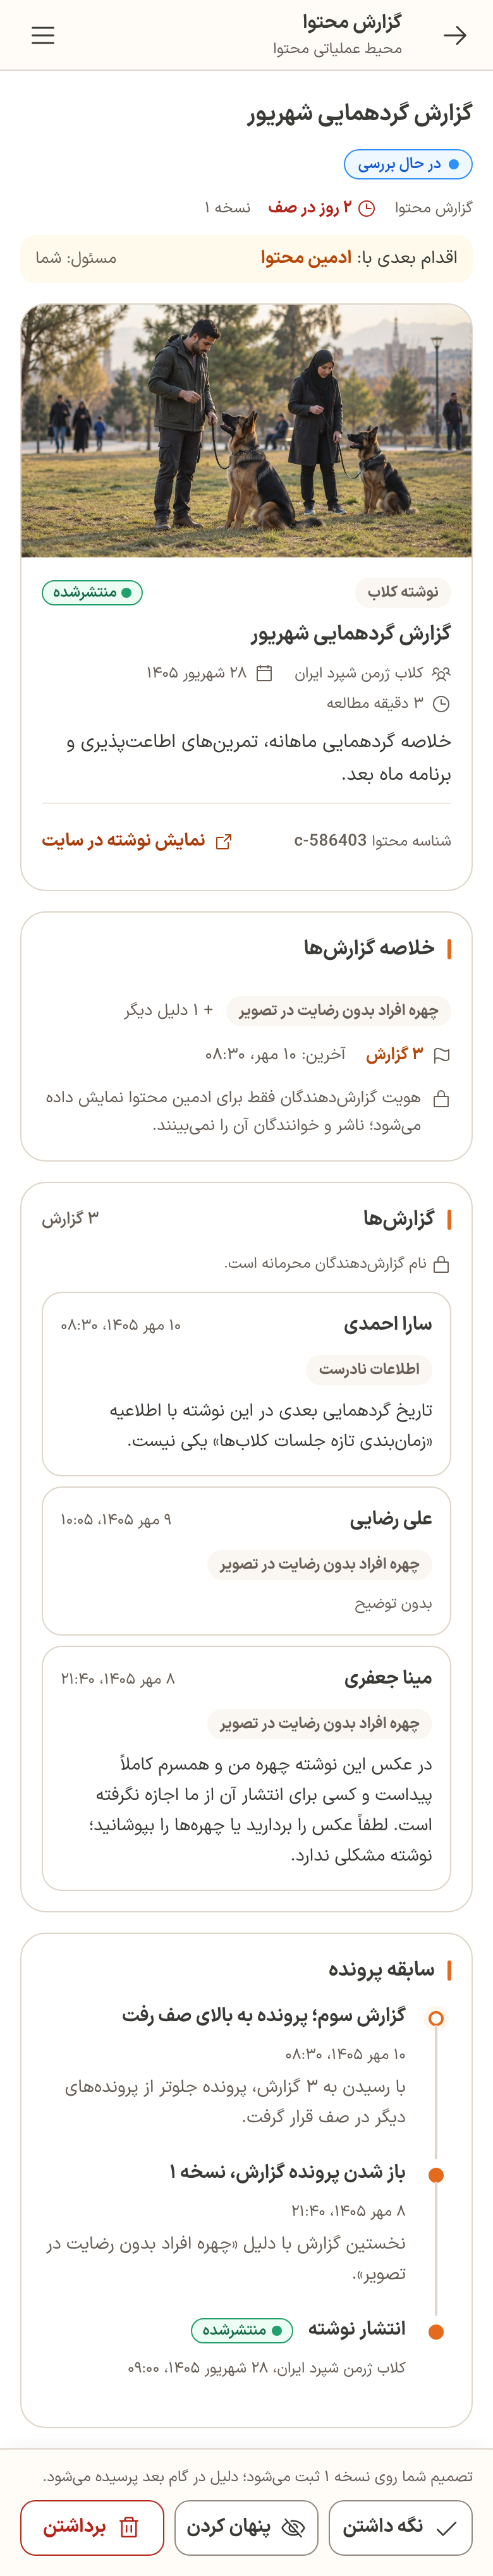 گزارش محتوا
محیط عملیاتی محتوا
گزارش گردهمایی شهریور
در حال بررسی
گزارش محتوا ۲ روز در صف نسخه ۱
اقدام بعدی با: ادمین محتوا مسئول: شما
نوشته کلاب منتشرشده
گزارش گردهمایی شهریور
کلاب ژرمن شپرد ایران ۲۸ شهریور ۱۴۰۵
۳ دقیقه مطالعه
خلاصه گردهمایی ماهانه، تمرین‌های اطاعت‌پذیری و
برنامه ماه بعد.
شناسه محتوا c-586403 نمایش نوشته در سایت
خلاصه گزارش‌ها
چهره افراد بدون رضایت در تصویر + ۱ دلیل دیگر
۳ گزارش آخرین: ۱۰ مهر، ۰۸:۳۰
هویت گزارش‌دهندگان فقط برای ادمین محتوا نمایش داده
می‌شود؛ ناشر و خوانندگان آن را نمی‌بینند.
گزارش‌ها ۳ گزارش
نام گزارش‌دهندگان محرمانه است.
سارا احمدی ۱۰ مهر ۱۴۰۵، ۰۸:۳۰
اطلاعات نادرست
تاریخ گردهمایی بعدی در این نوشته با اطلاعیه
«زمان‌بندی تازه جلسات کلاب‌ها» یکی نیست.
علی رضایی ۹ مهر ۱۴۰۵، ۱۰:۰۵
چهره افراد بدون رضایت در تصویر
بدون توضیح
مینا جعفری ۸ مهر ۱۴۰۵، ۲۱:۴۰
چهره افراد بدون رضایت در تصویر
در عکس این نوشته چهره من و همسرم کاملاً
پیداست و کسی برای انتشار آن از ما اجازه نگرفته
است. لطفاً عکس را بردارید یا چهره‌ها را بپوشانید؛
نوشته مشکلی ندارد.
سابقه پرونده
گزارش سوم؛ پرونده به بالای صف رفت
۱۰ مهر ۱۴۰۵، ۰۸:۳۰
با رسیدن به ۳ گزارش، پرونده جلوتر از پرونده‌های
دیگر در صف قرار گرفت.
باز شدن پرونده گزارش، نسخه ۱
۸ مهر ۱۴۰۵، ۲۱:۴۰
نخستین گزارش با دلیل «چهره افراد بدون رضایت در
تصویر».
انتشار نوشته منتشرشده
کلاب ژرمن شپرد ایران، ۲۸ شهریور ۱۴۰۵، ۰۹:۰۰
تصمیم شما روی نسخه ۱ ثبت می‌شود؛ دلیل در گام بعد پرسیده می‌شود.
نگه داشتن پنهان کردن برداشتن